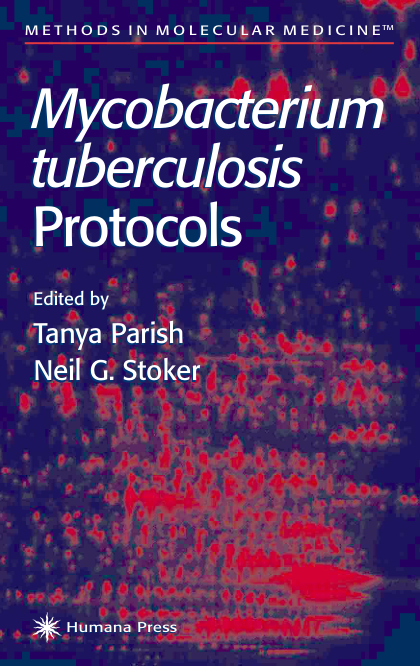 METHODS IN MOLECULAR MEDICINE™
Mycobacterium
tuberculosis
Protocols
Edited by
Tanya Parish
Neil G. Stoker
Humana Press